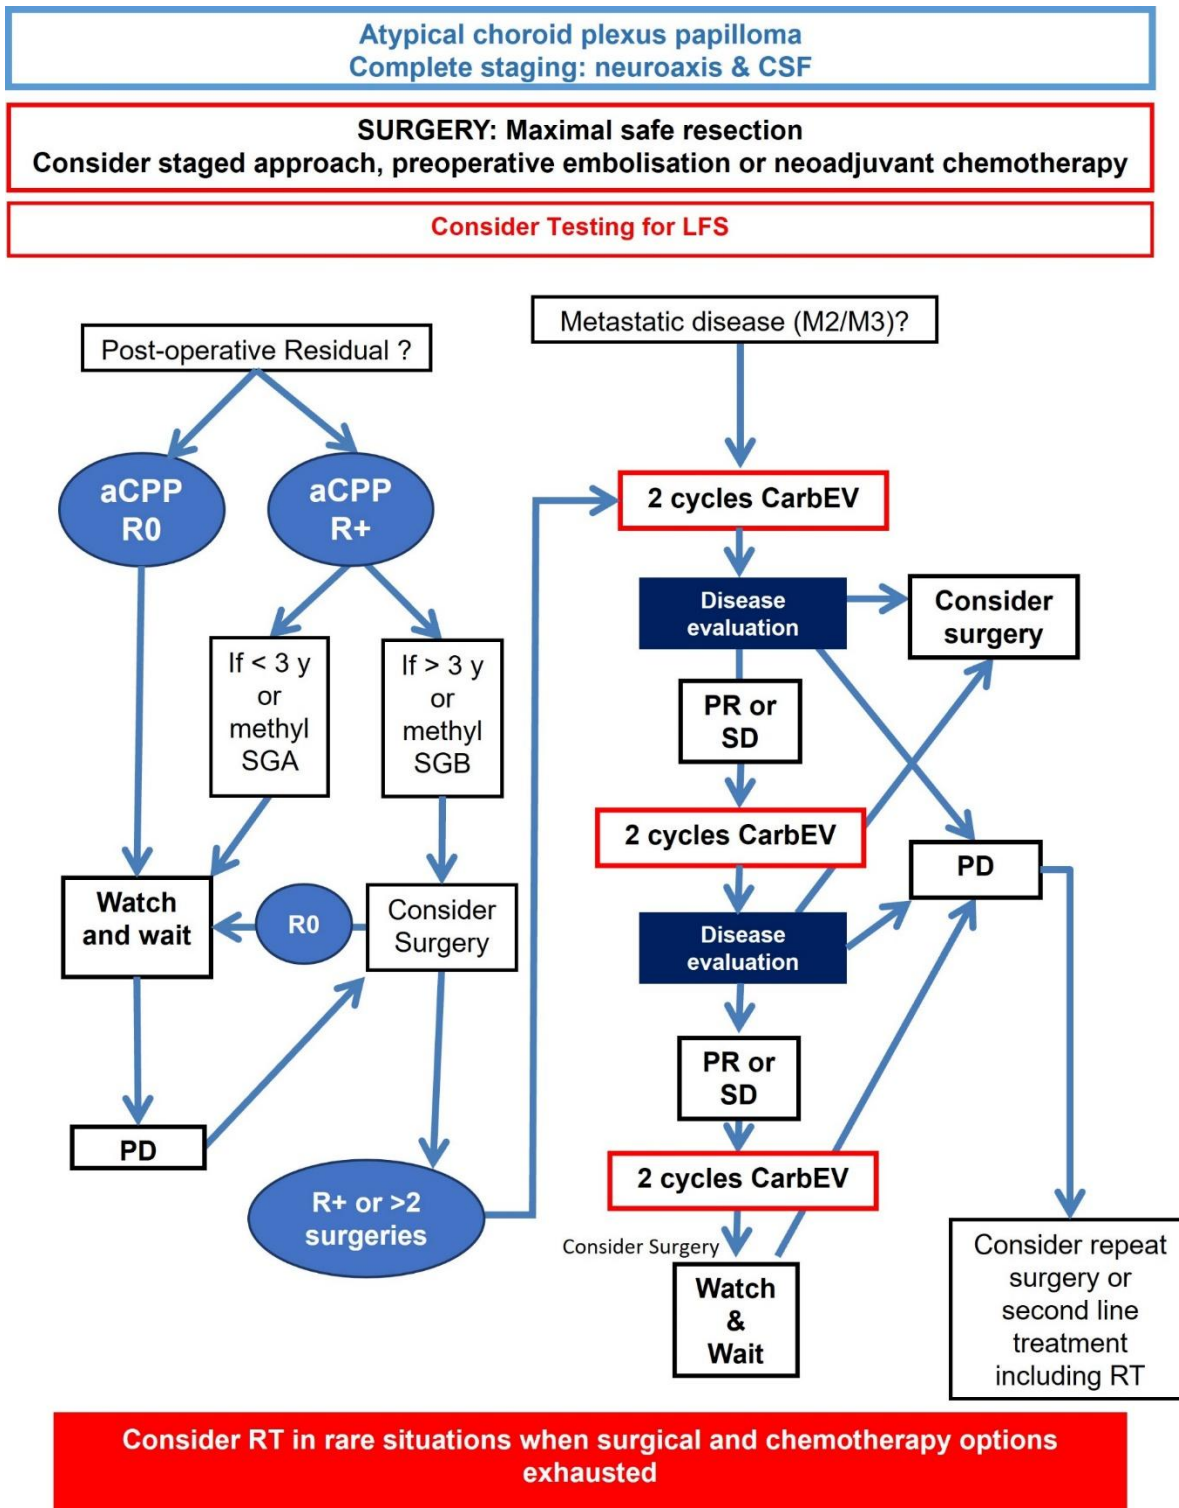 Atypical choroid plexus papilloma
Complete staging: neuroaxis & CSF
SURGERY: Maximal safe resection
Consider staged approach, preoperative embolisation or neoadjuvant chemotherapy
Consider Testing for LFS
Post-operative Residual ?
Metastatic disease (M2/M3)?
aCPP
R0
aCPP
R+
2 cycles CarbEV
Disease
evaluation
Consider
surgery
If < 3 y
or
methyl
SGA
If > 3 y
or
methyl
SGB
PR or
SD
2 cycles CarbEV
PD
Watch
and wait
R0
Consider
Surgery
Disease
evaluation
PR or
SD
PD
2 cycles CarbEV
R+ or >2
surgeries
Consider Surgery
Watch
&
Wait
Consider repeat
surgery or
second line
treatment
including RT
Consider RT in rare situations when surgical and chemotherapy options
exhausted